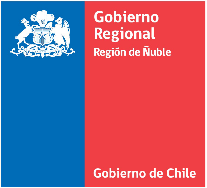 Gobierno
Regional
Región de Ñuble
Gobierno de Chile